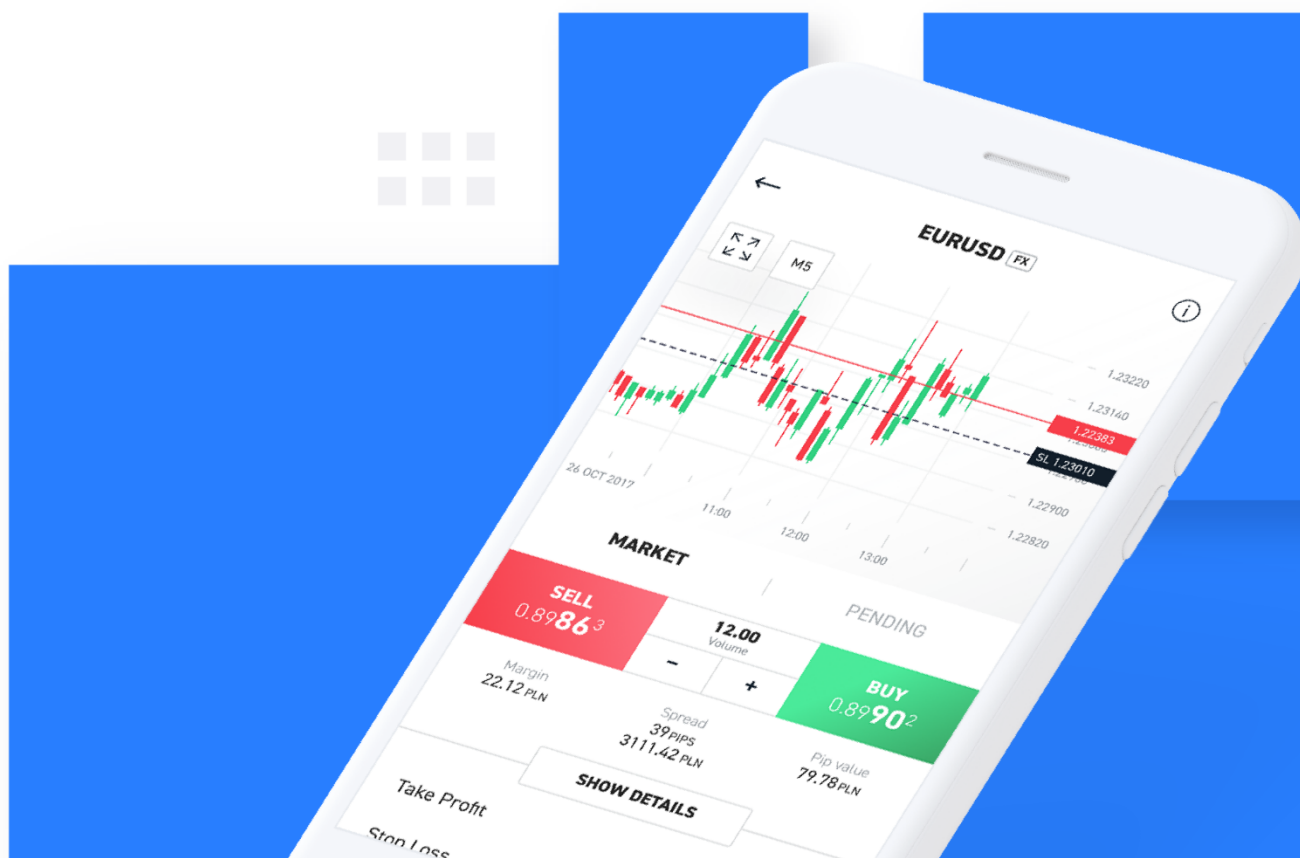 ←
EURUSD FX
M5
i
1.23220
1.23140
1.22383
SL 1.23010
1.22900
1.22820
26 OCT 2017
11:00
12:00
13:00
MARKET
PENDING
SELL
0.89863
12.00
Volume
-
+
BUY
0.89902
Margin
22.12 PLN
Spread
39 PIPS
3111.42 PLN
Pip value
79.78 PLN
SHOW DETAILS
Take Profit
Stop Loss